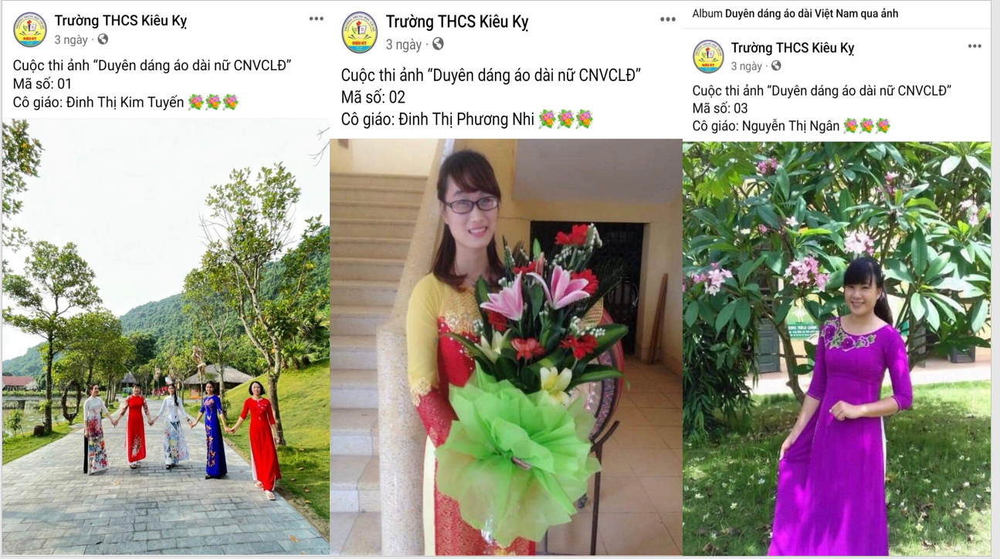 Trường THCS Kiêu Kỵ
3 ngày ·
Cuộc thi ảnh “Duyên dáng áo dài nữ CNVCLĐ”
Mã số: 01
Cô giáo: Đinh Thị Kim Tuyến 💐💐💐
Trường THCS Kiêu Kỵ
3 ngày ·
Cuộc thi ảnh “Duyên dáng áo dài nữ CNVCLĐ”
Mã số: 02
Cô giáo: Đinh Thị Phương Nhi 💐💐💐
Album Duyên dáng áo dài Việt Nam qua ảnh
Trường THCS Kiêu Kỵ
3 ngày ·
Cuộc thi ảnh “Duyên dáng áo dài nữ CNVCLĐ”
Mã số: 03
Cô giáo: Nguyễn Thị Ngân 💐💐💐